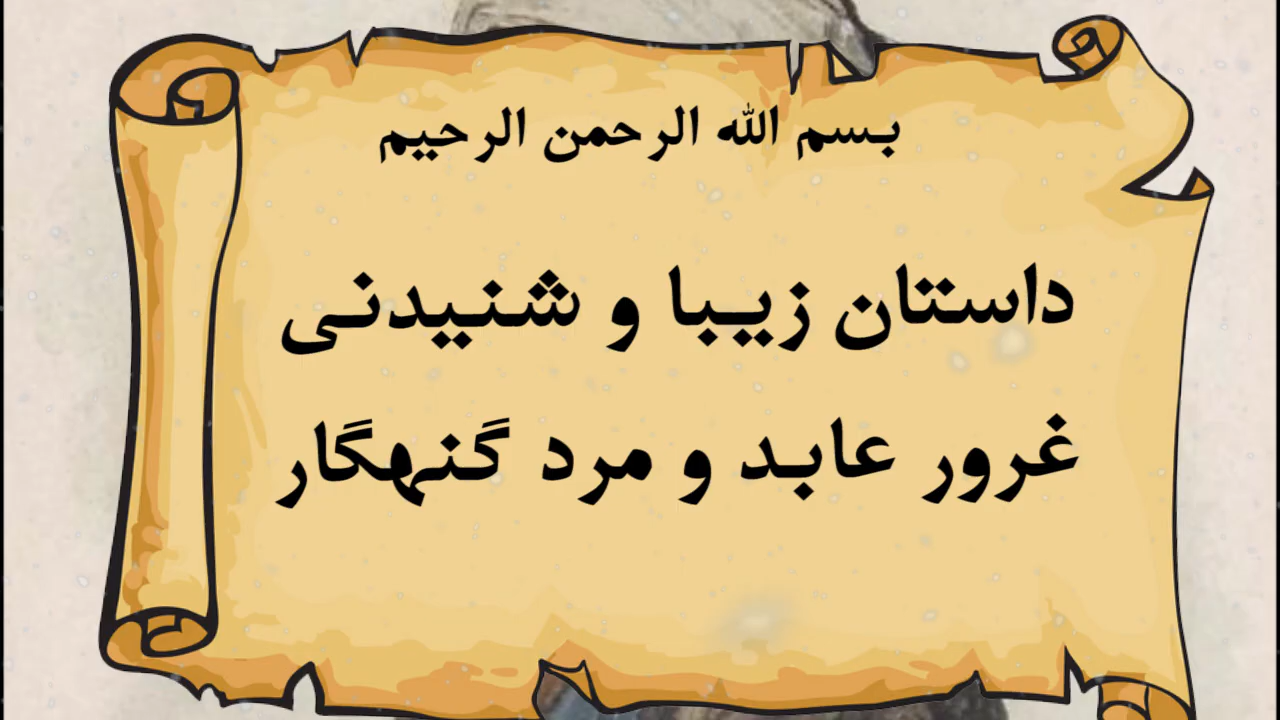 بسم الله الرحمن الرحیم
داستان زیبا و شنیدنی
غرور عابد و مرد گنهگار